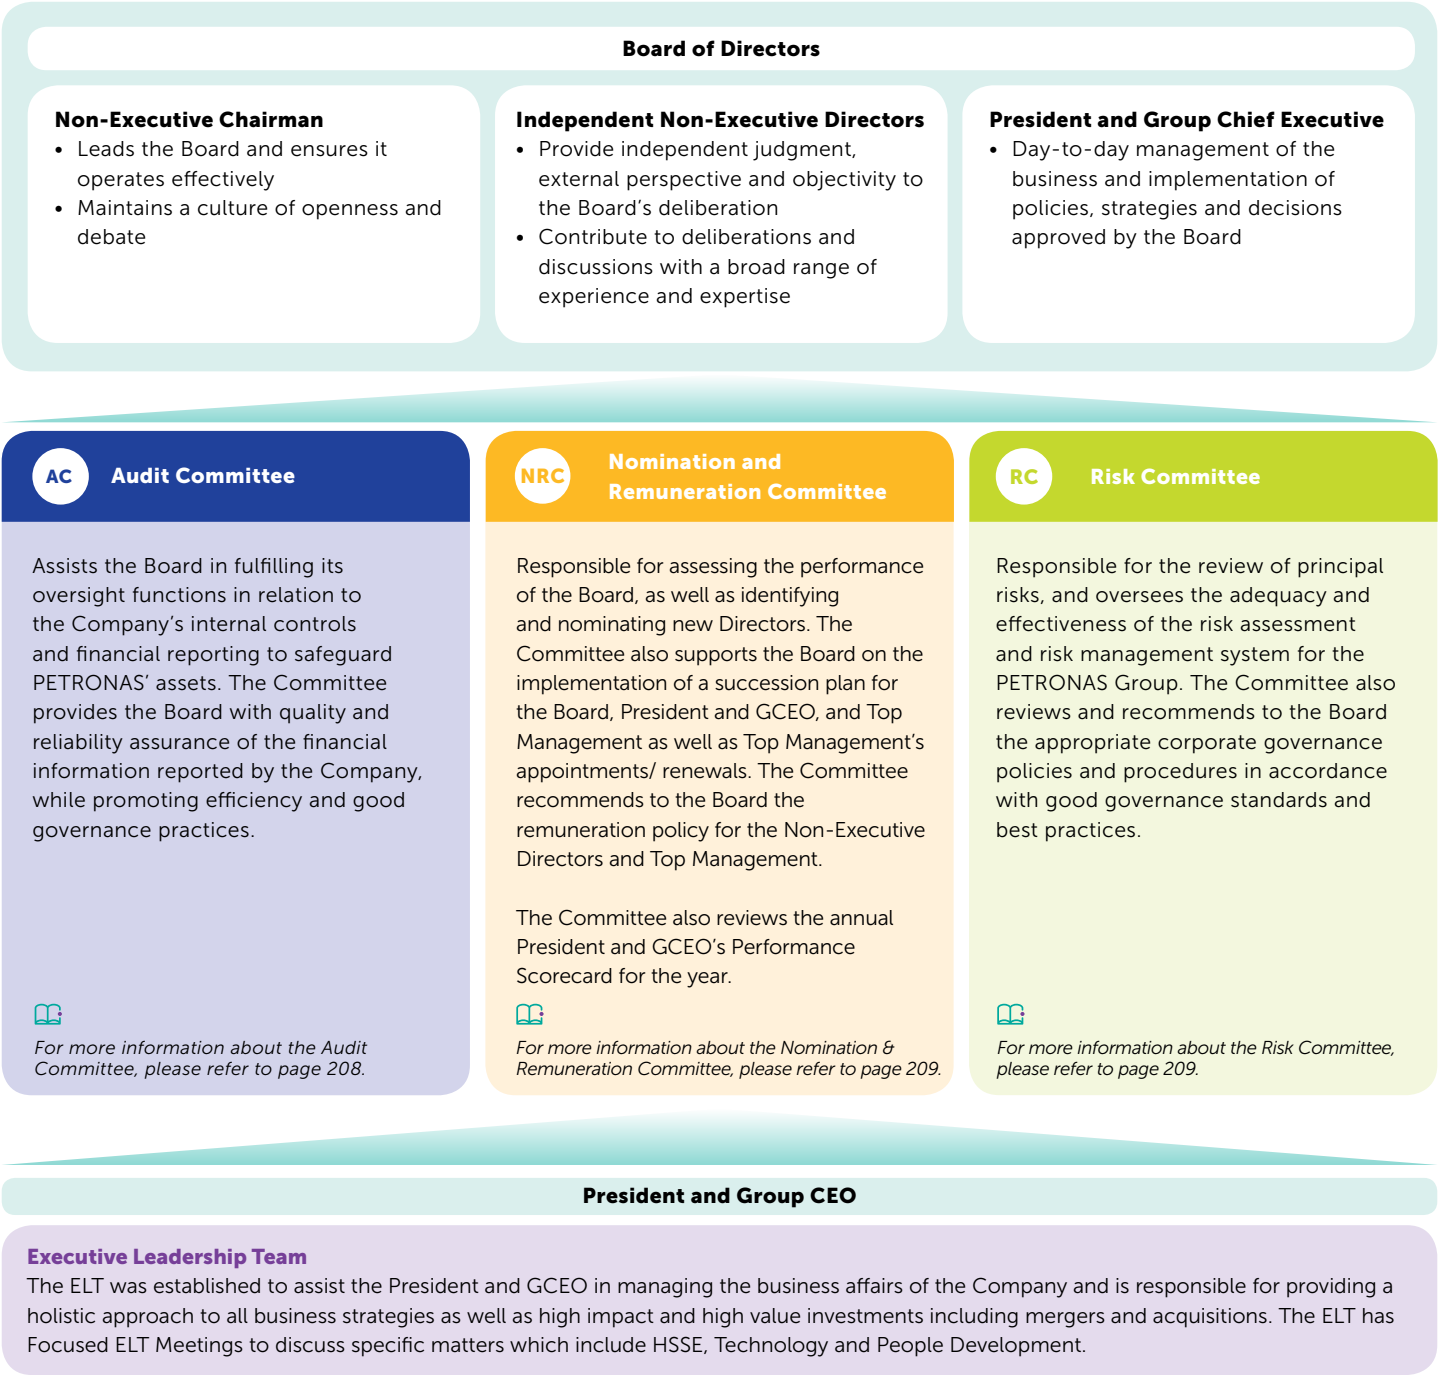 Board of Directors
Non-Executive Chairman
• Leads the Board and ensures it
operates effectively
• Maintains a culture of openness and
debate
Independent Non-Executive Directors
• Provide independent judgment,
external perspective and objectivity to
the Board’s deliberation
• Contribute to deliberations and
discussions with a broad range of
experience and expertise
President and Group Chief Executive
• Day-to-day management of the
business and implementation of
policies, strategies and decisions
approved by the Board
AC
Audit Committee
Assists the Board in fulfilling its
oversight functions in relation to
the Company’s internal controls
and financial reporting to safeguard
PETRONAS’ assets. The Committee
provides the Board with quality and
reliability assurance of the financial
information reported by the Company,
while promoting efficiency and good
governance practices.
For more information about the Audit
Committee, please refer to page 208.
NRC
Nomination and
Remuneration Committee
Responsible for assessing the performance
of the Board, as well as identifying
and nominating new Directors. The
Committee also supports the Board on the
implementation of a succession plan for
the Board, President and GCEO, and Top
Management as well as Top Management’s
appointments/ renewals. The Committee
recommends to the Board the
remuneration policy for the Non-Executive
Directors and Top Management.
The Committee also reviews the annual
President and GCEO’s Performance
Scorecard for the year.
For more information about the Nomination &
Remuneration Committee, please refer to page 209.
RC
Risk Committee
Responsible for the review of principal
risks, and oversees the adequacy and
effectiveness of the risk assessment
and risk management system for the
PETRONAS Group. The Committee also
reviews and recommends to the Board
the appropriate corporate governance
policies and procedures in accordance
with good governance standards and
best practices.
For more information about the Risk Committee,
please refer to page 209.
President and Group CEO
Executive Leadership Team
The ELT was established to assist the President and GCEO in managing the business affairs of the Company and is responsible for providing a
holistic approach to all business strategies as well as high impact and high value investments including mergers and acquisitions. The ELT has
Focused ELT Meetings to discuss specific matters which include HSSE, Technology and People Development.